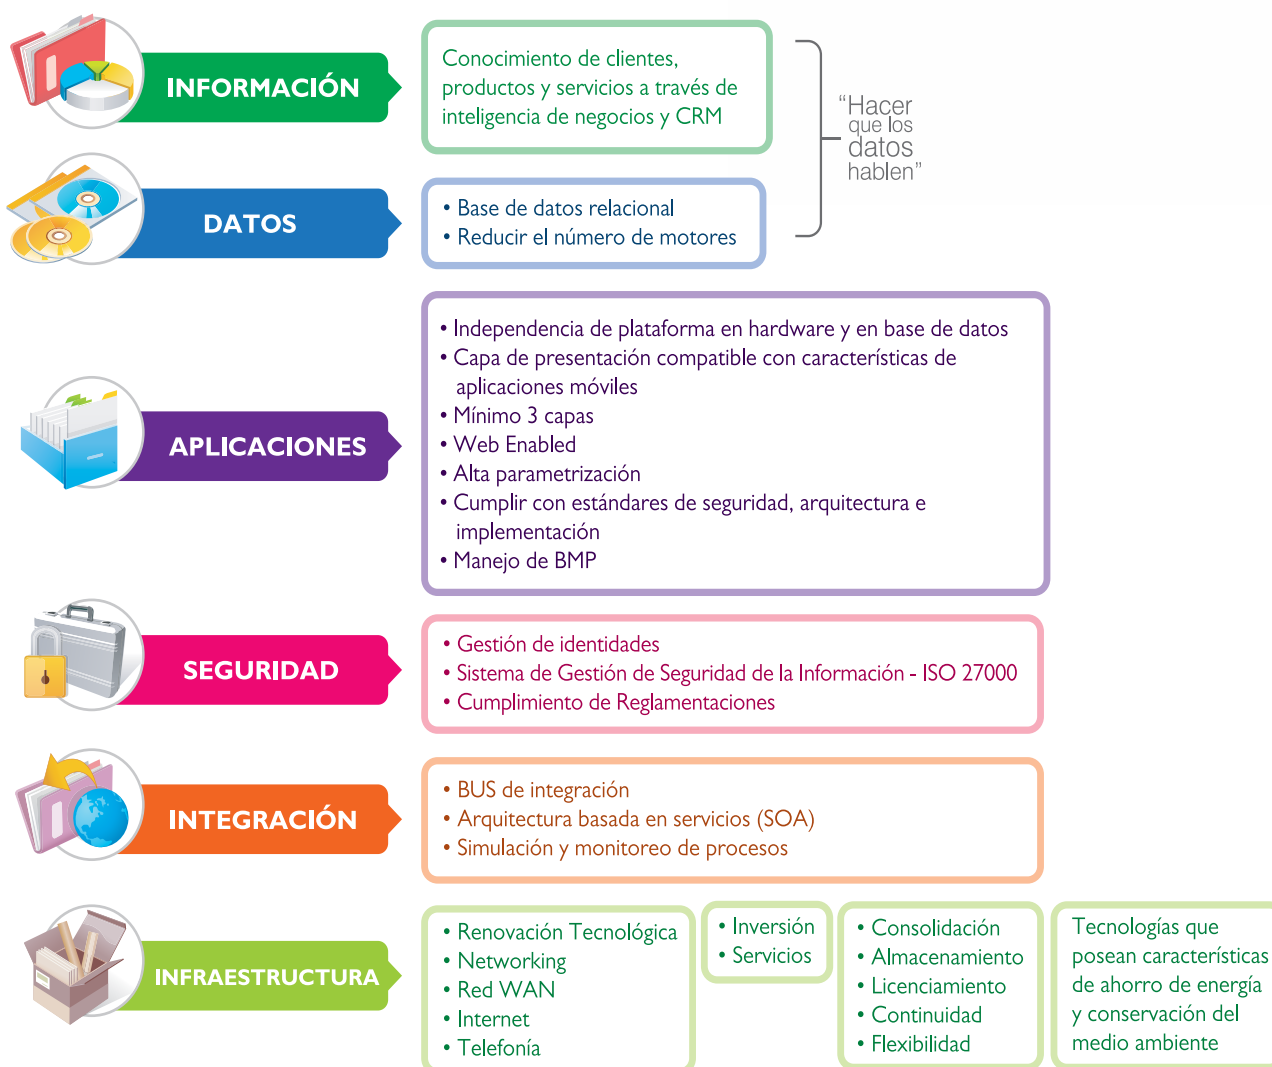 INFORMACIÓN
Conocimiento de clientes,
productos y servicios a través de
inteligencia de negocios y CRM
“Hacer
que los
datos
hablen”
DATOS
• Base de datos relacional
• Reducir el número de motores
APLICACIONES
• Independencia de plataforma en hardware y en base de datos
• Capa de presentación compatible con características de
aplicaciones móviles
• Mínimo 3 capas
• Web Enabled
• Alta parametrización
• Cumplir con estándares de seguridad, arquitectura e
implementación
• Manejo de BMP
SEGURIDAD
• Gestión de identidades
• Sistema de Gestión de Seguridad de la Información - ISO 27000
• Cumplimiento de Reglamentaciones
INTEGRACIÓN
• BUS de integración
• Arquitectura basada en servicios (SOA)
• Simulación y monitoreo de procesos
INFRAESTRUCTURA
• Renovación Tecnológica
• Networking
• Red WAN
• Internet
• Telefonía
• Inversión
• Servicios
• Consolidación
• Almacenamiento
• Licenciamiento
• Continuidad
• Flexibilidad
Tecnologías que
posean características
de ahorro de energía
y conservación del
medio ambiente